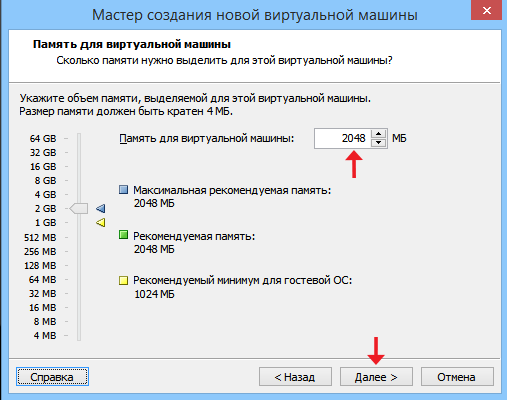 Мастер создания новой виртуальной машины
Память для виртуальной машины
Сколько памяти нужно выделить для этой виртуальной машины?
Укажите объем памяти, выделяемой для этой виртуальной машины.
Размер памяти должен быть кратен 4 МБ.
64 GB
32 GB
16 GB
8 GB
4 GB
2 GB
1 GB
512 MB
256 MB
128 MB
64 MB
32 MB
16 MB
8 MB
4 MB
Память для виртуальной машины: 2048 МБ
Максимальная рекомендуемая память:
2048 МБ
Рекомендуемая память:
2048 МБ
Рекомендуемый минимум для гостевой ОС:
1024 МБ
Справка
< Назад
Далее >
Отмена